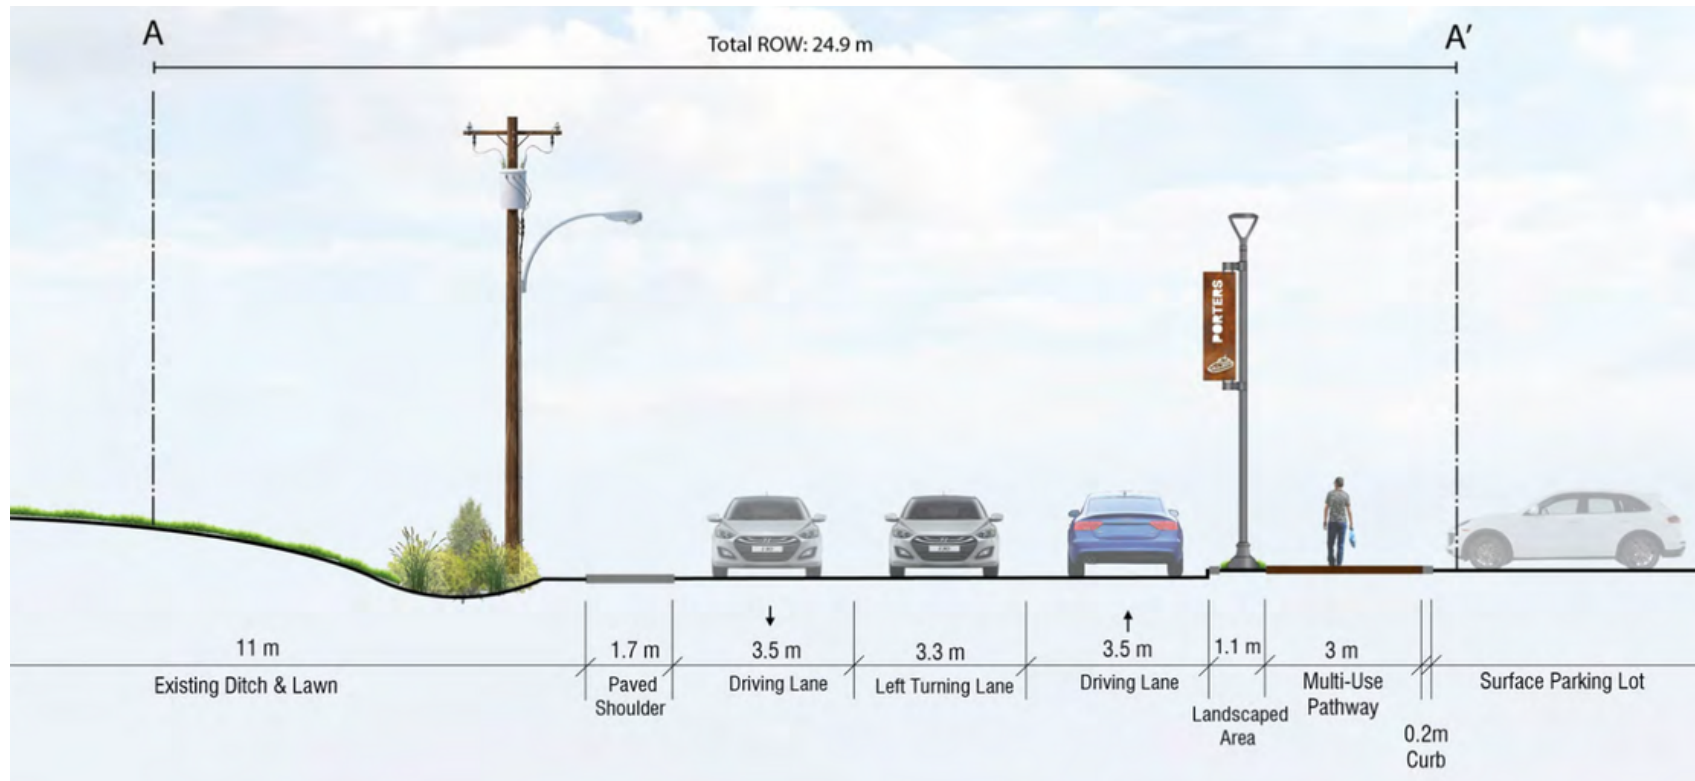 A
Total ROW: 24.9 m
A'
PORTERS
11 m
1.7 m
3.5 m
3.3 m
3.5 m
1.1 m
3 m
Existing Ditch & Lawn
Paved
Shoulder
Driving Lane
Left Turning Lane
Driving Lane
Landscaped
Area
Multi-Use
Pathway
0.2m
Curb
Surface Parking Lot